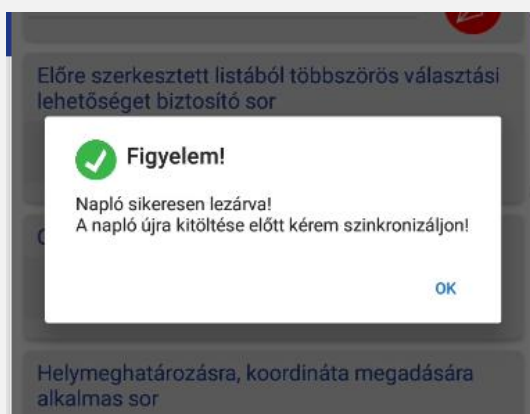 Előre szerkesztett listából többszörös választási
lehetőséget biztosító sor
Figyelem!
Napló sikeresen lezárva!
A napló újra kitöltése előtt kérem szinkronizáljon!
OK
Helymeghatározásra, koordináta megadására
alkalmas sor